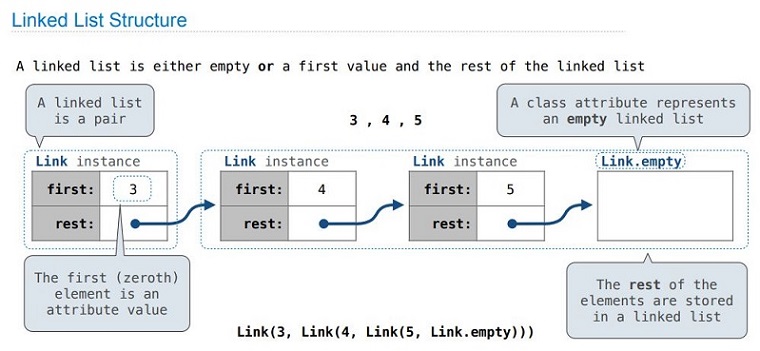 Linked List Structure
A linked list is either empty or a first value and the rest of the linked list
A linked list
is a pair
3 , 4 , 5
A class attribute represents
an empty linked list
Link instance
first: 3
rest:
Link instance
first: 4
rest:
Link instance
first: 5
rest:
Link.empty
The first (zeroth)
element is an
attribute value
The rest of the
elements are stored
in a linked list
Link(3, Link(4, Link(5, Link.empty)))